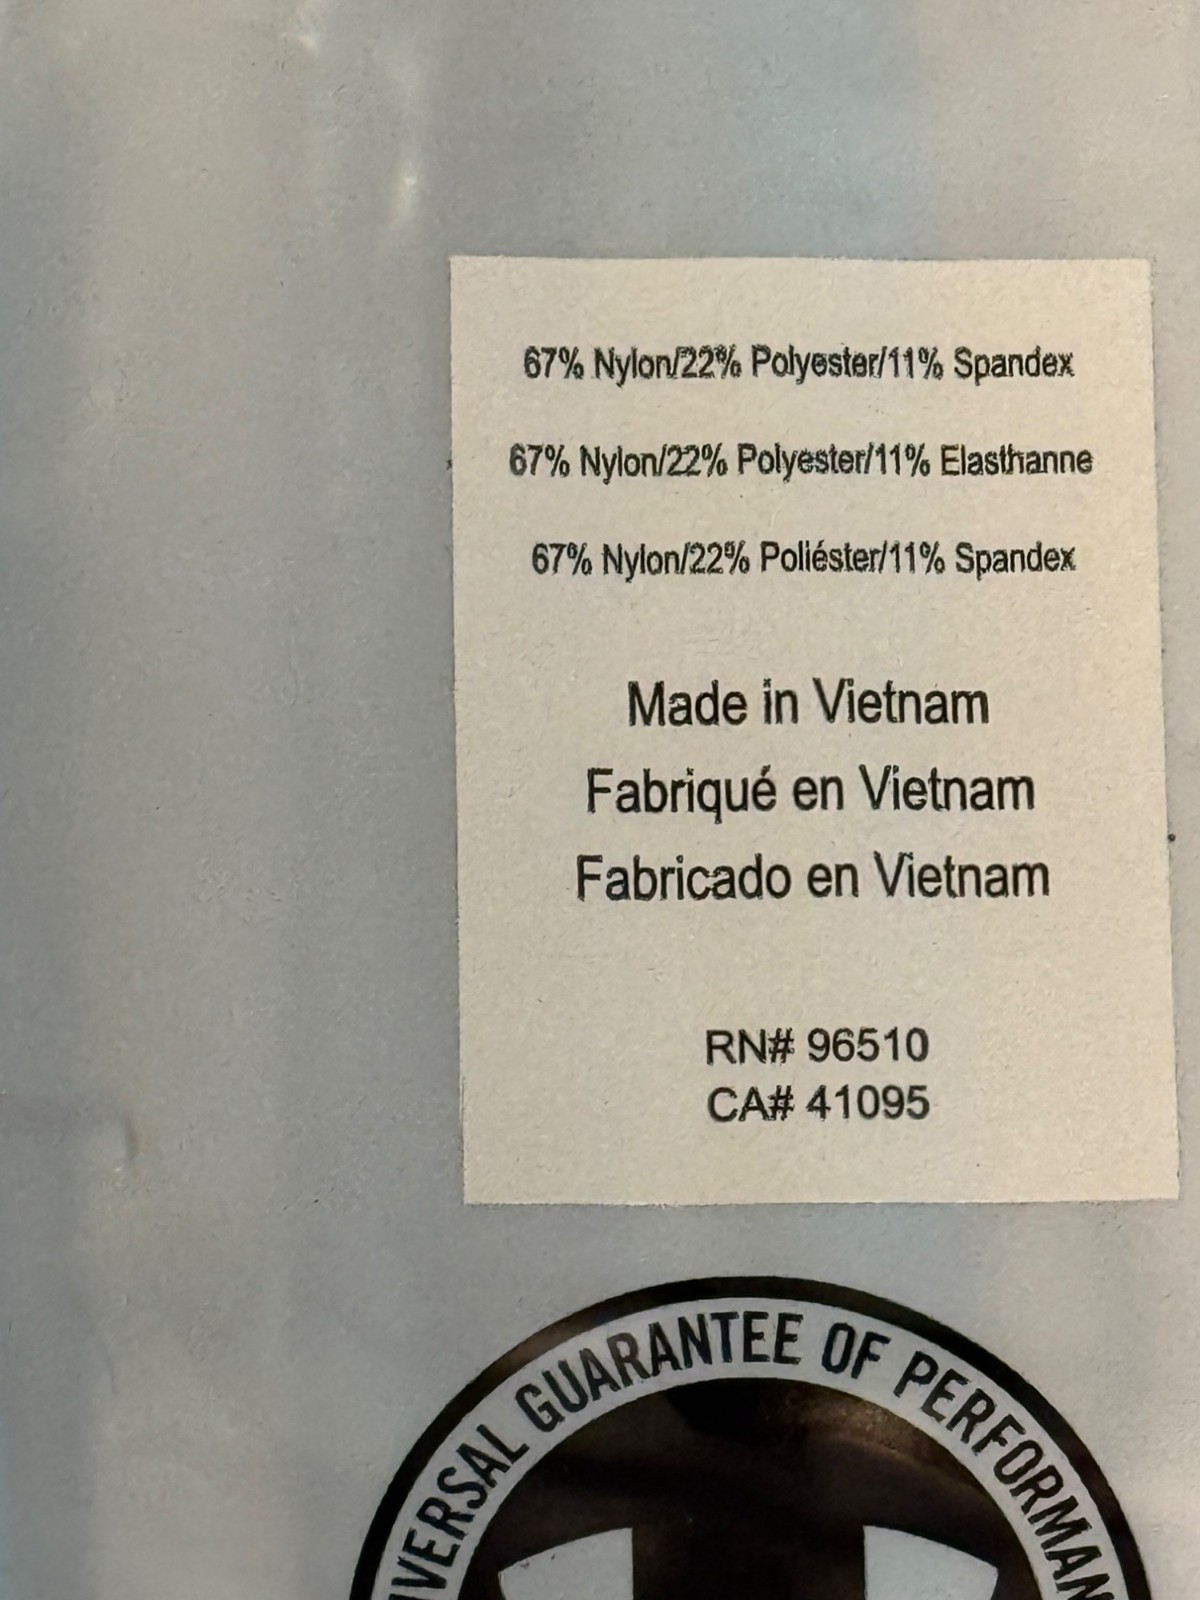 67% Nylon/22% Polyester/11% Spandex
67% Nylon/22% Polyester/11% Elasthanne
67% Nylon/22% Poliéster/11% Spandex
Made in Vietnam
Fabriqué en Vietnam
Fabricado en Vietnam
RN# 96510
CA# 41095
GUARANTEE OF